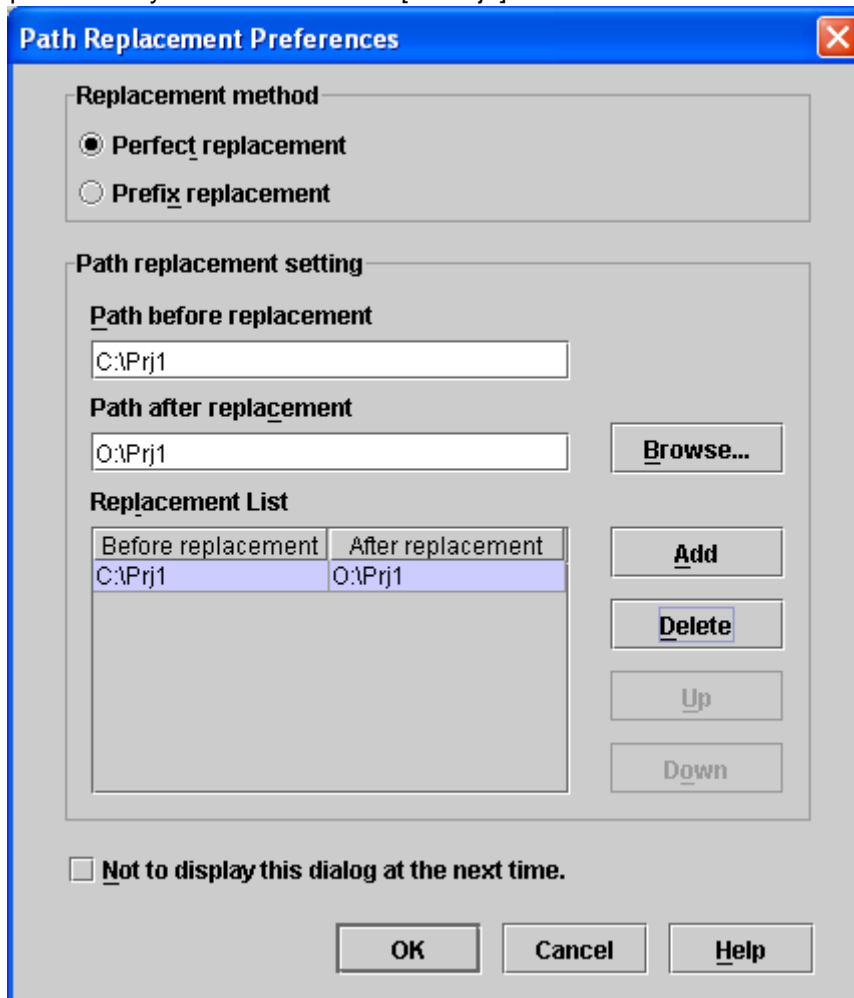 Path Replacement Preferences
Replacement method
Perfect replacement
Prefix replacement
Path replacement setting
Path before replacement
C:\Prj1
Path after replacement
O:\Prj1
Browse...
Replacement List
Before replacement After replacement
C:\Prj1 O:\Prj1
Add
Delete
Up
Down
Not to display this dialog at the next time.
OK Cancel Help